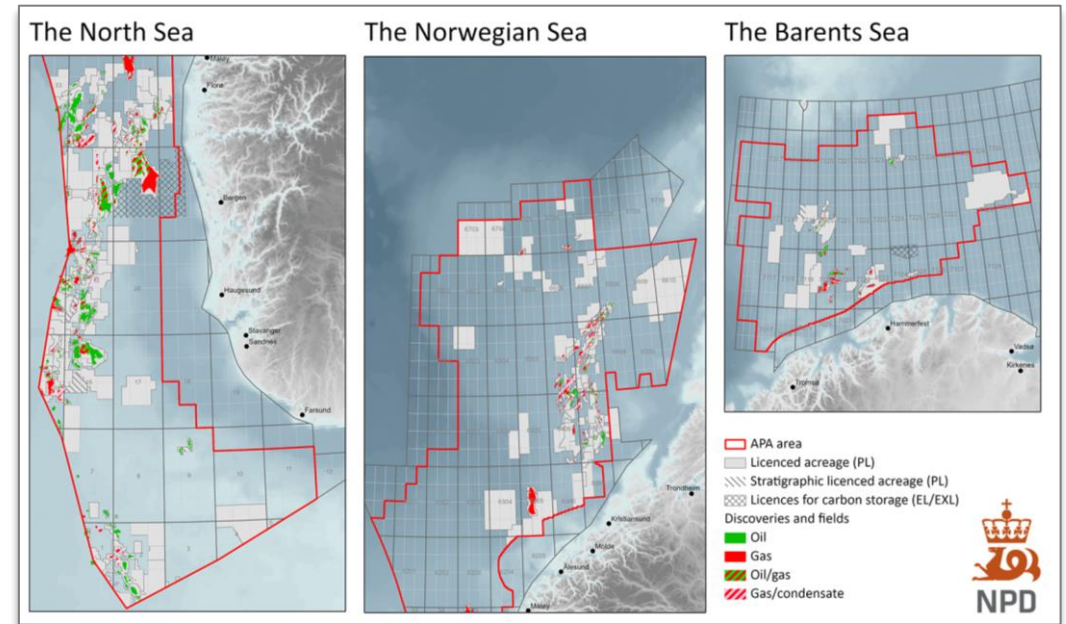 The North Sea
The Norwegian Sea
The Barents Sea
Måløy
Florø
Bergen
Haugesund
Stavanger
Sandnes
Farsund
Trondheim
Kristiansund
Molde
Ålesund
Måløy
Hammerfest
Tromsø
Vadsø
Kirkenes
APA area
Licenced acreage (PL)
Stratigraphic licenced acreage (PL)
Licences for carbon storage (EL/EXL)
Discoveries and fields
Oil
Gas
Oil/gas
Gas/condensate
NPD